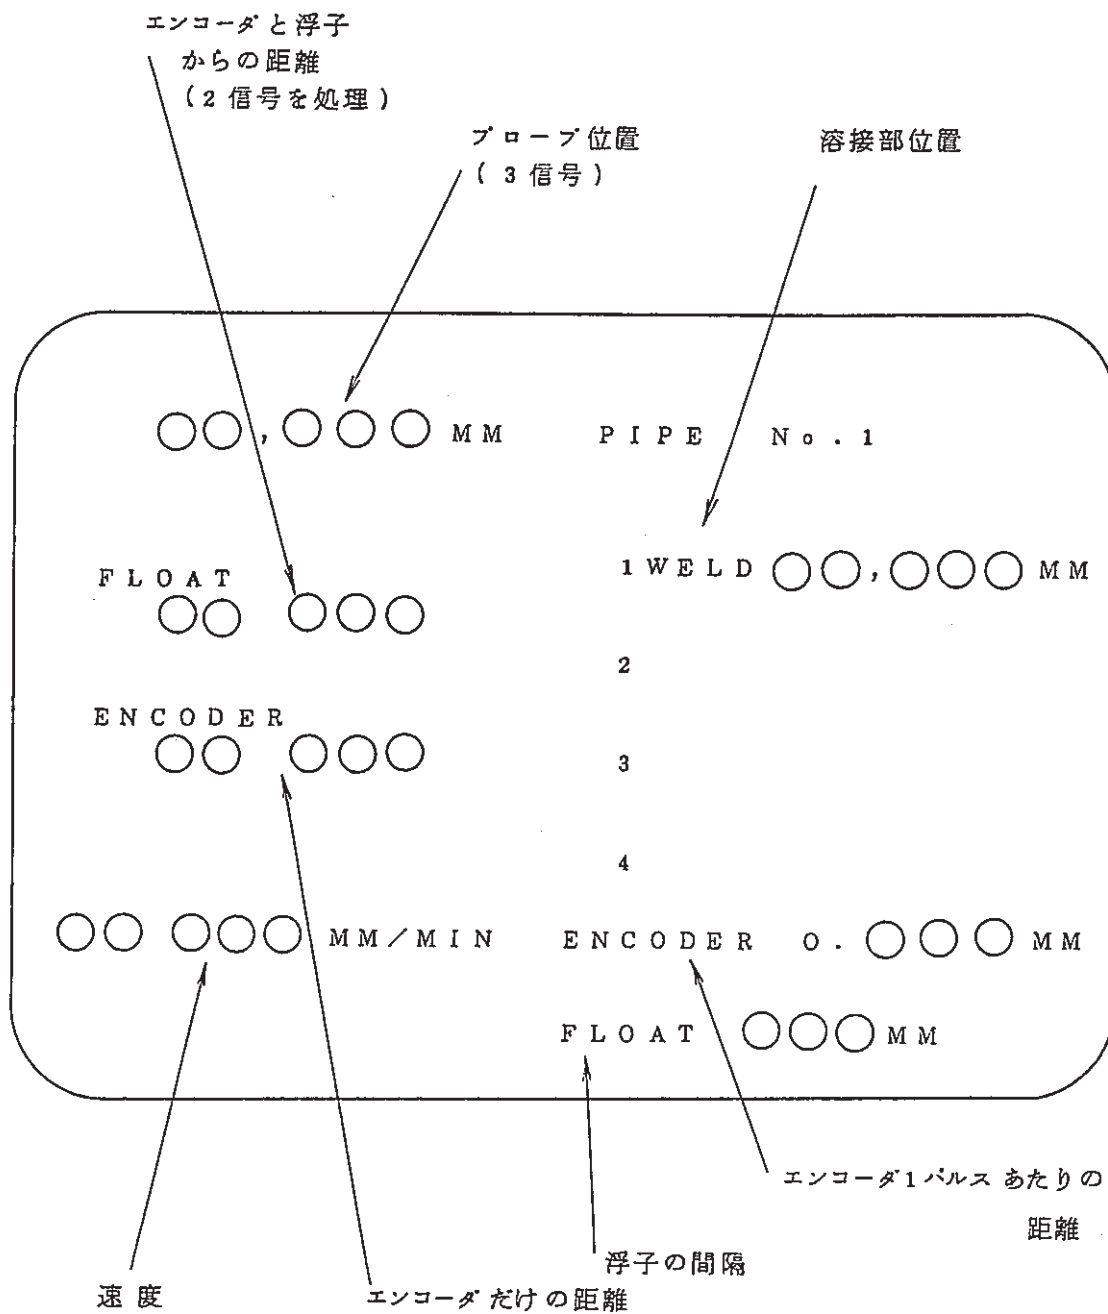 エンコーダと浮子
からの距離
(2信号を処理)
プローブ位置
(3信号)
溶接部位置
○○,○○○MM PIPE No.1
1WELD○○,○○○MM
FLOAT
○○ ○○○
2
ENCODER
○○ ○○○
3
4
○○ ○○○ MM/MIN ENCODER 0.○○○MM
FLOAT ○○○MM
エンコーダ1パルスあたりの
距離
浮子の間隔
速度
エンコーダだけの距離